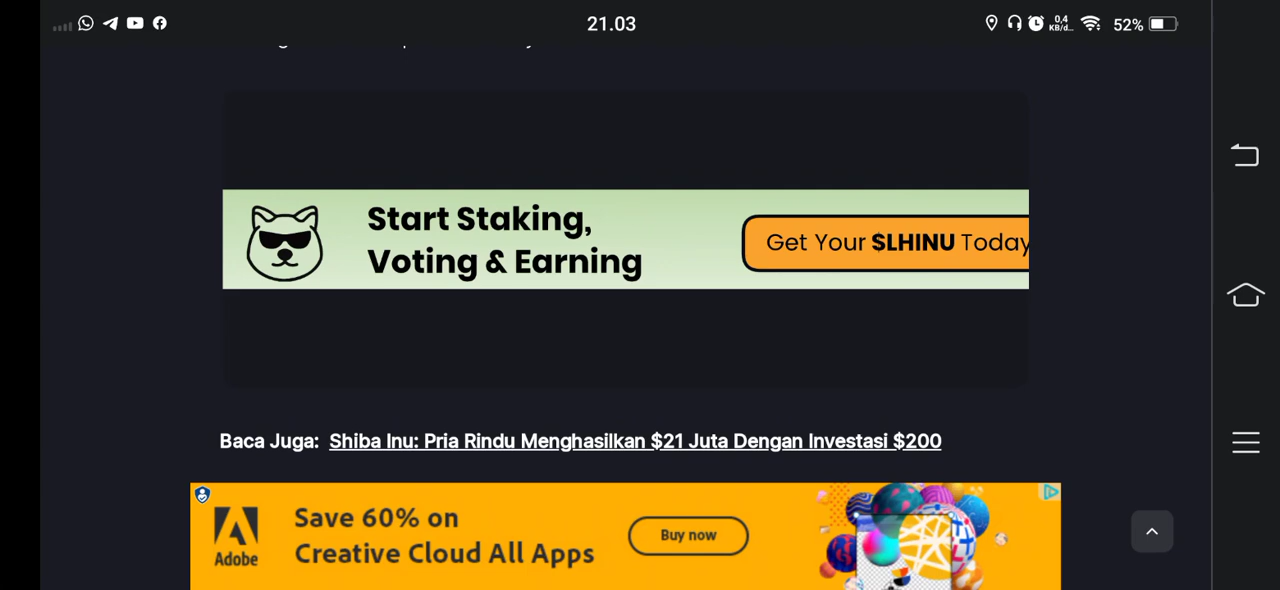 21.03
0,4
KB/d...
52%
Start Staking,
Voting & Earning
Get Your $LHINU Today
Baca Juga: Shiba Inu: Pria Rindu Menghasilkan $21 Juta Dengan Investasi $200
Adobe
Save 60% on
Creative Cloud All Apps
Buy now